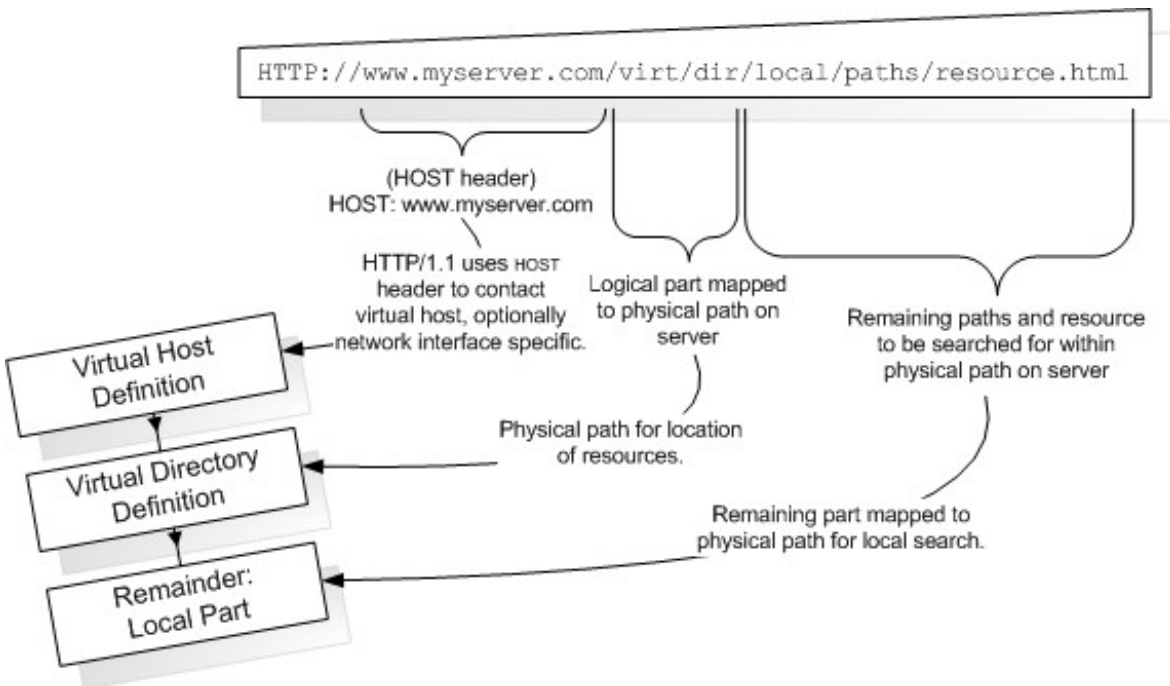 HTTP://www.myserver.com/virt/dir/local/paths/resource.html
(HOST header)
HOST: www.myserver.com
HTTP/1.1 uses HOST
header to contact
virtual host, optionally
network interface specific.
Logical part mapped
to physical path on
server
Remaining paths and resource
to be searched for within
physical path on server
Virtual Host
Definition
Physical path for location
of resources.
Virtual Directory
Definition
Remaining part mapped to
physical path for local search.
Remainder:
Local Part